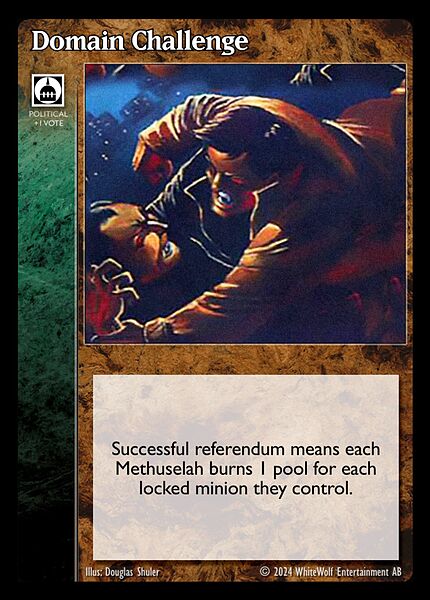 Domain Challenge
POLITICAL
+1 VOTE
Successful referendum means each
Methuselah burns 1 pool for each
locked minion they control.
Illus: Douglas Shuler
© 2024 WhiteWolf Entertainment AB